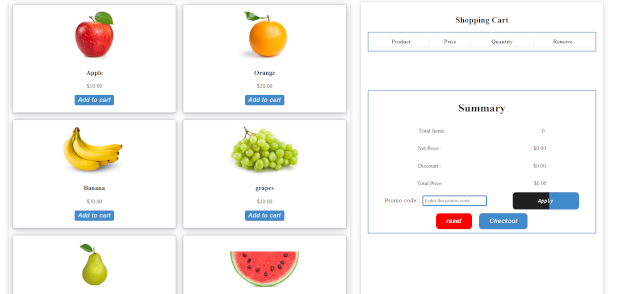 Apple
$10.00
Add to cart
Orange
$20.00
Add to cart
Banana
$30.00
Add to cart
grapes
$10.00
Add to cart
Shopping Cart
Product Price Quantity Remove
Summary
Total Items : 0
Net Price : $0.00
Discount : $0.00
Total Price: $0.00
Promo code: Enter the promo code Apply
reset Checkout